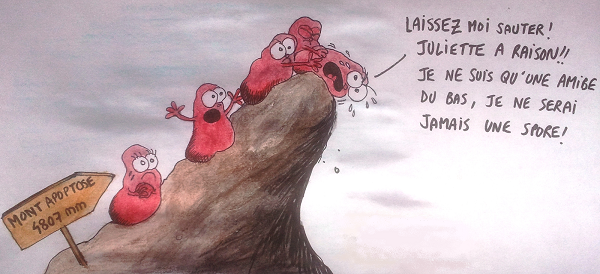 LAISSEZ MOI SAUTER!
JULIETTE A RAISON!!
JE NE SUIS QU'UNE AMIBE
DU BAS, JE NE SERAI
JAMAIS UNE SPORE!
MONT APOPTOSE
4807 mm